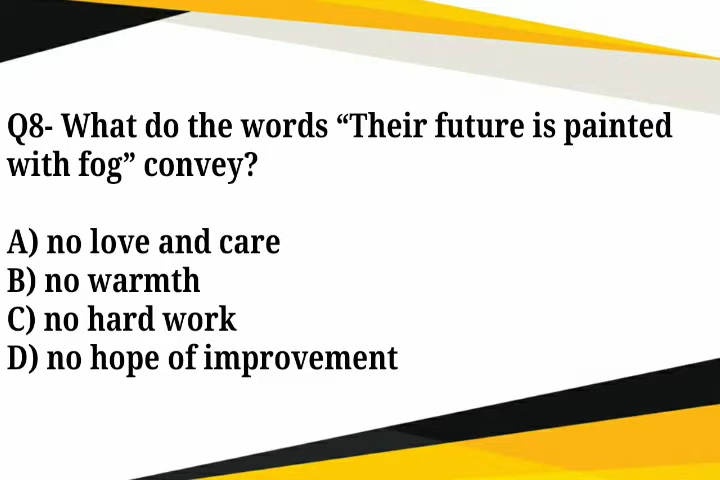 Q8- What do the words “Their future is painted
with fog” convey?
A) no love and care
B) no warmth
C) no hard work
D) no hope of improvement